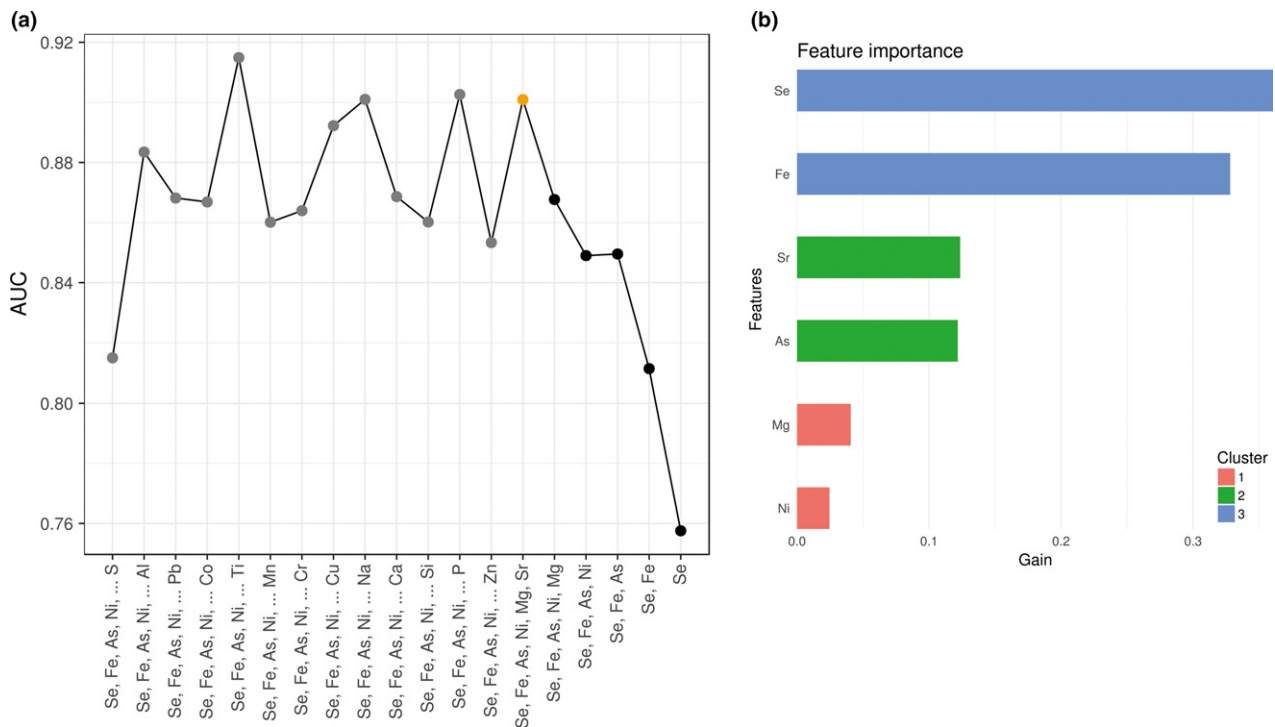 (a)
AUC
0.92
0.88
0.84
0.80
0.76
Se, Fe, As, Ni, ... S
Se, Fe, As, Ni, ... Al
Se, Fe, As, Ni, ... Pb
Se, Fe, As, Ni, ... Co
Se, Fe, As, Ni, ... Ti
Se, Fe, As, Ni, ... Mn
Se, Fe, As, Ni, ... Cr
Se, Fe, As, Ni, ... Cu
Se, Fe, As, Ni, ... Na
Se, Fe, As, Ni, ... Ca
Se, Fe, As, Ni, ... Si
Se, Fe, As, Ni, ... P
Se, Fe, As, Ni, ... Zn
Se, Fe, As, Ni, Mg, Sr
Se, Fe, As, Ni, Mg
Se, Fe, As, Ni
Se, Fe, As
Se, Fe
Se
(b)
Feature importance
Features
Se
Fe
Sr
As
Mg
Ni
Cluster
1
2
3
0.0
0.1
0.2
0.3
Gain